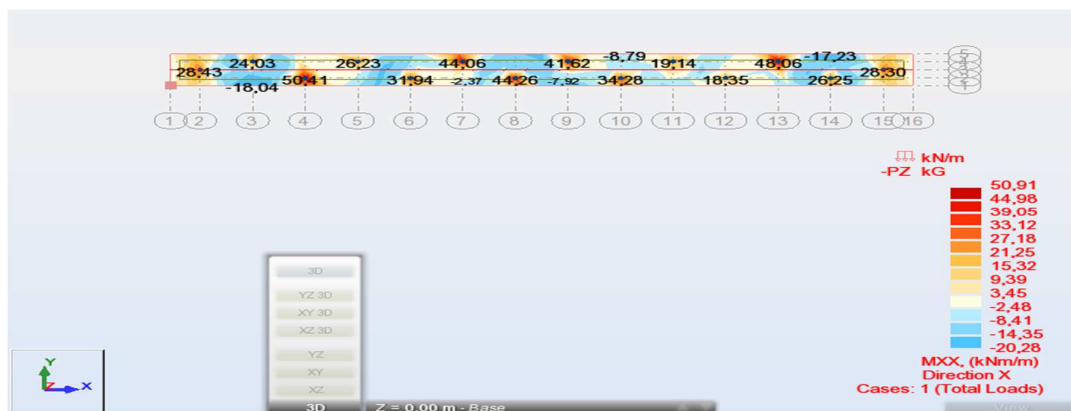 -8,79 -17,23
24,03 26,23 44,06 41,62 19,14 48,06
28,43 28,30
50,41 31,94 -2,37 44,26 -7,92 34,28 18,35 26,25
-18,04
1 2 3 4 5 6 7 8 9 10 11 12 13 14 15 16
kN/m
-PZ kG
50,91
44,98
39,05
33,12
27,18
21,25
15,32
9,39
3,45
-2,48
-8,41
-14,35
-20,28
MXX, (kNm/m)
Direction X
Cases: 1 (Total Loads)
3D
YZ 3D
XY 3D
XZ 3D
YZ
XY
XZ
3D Z = 0.00 m - Base
View
Y
Z X